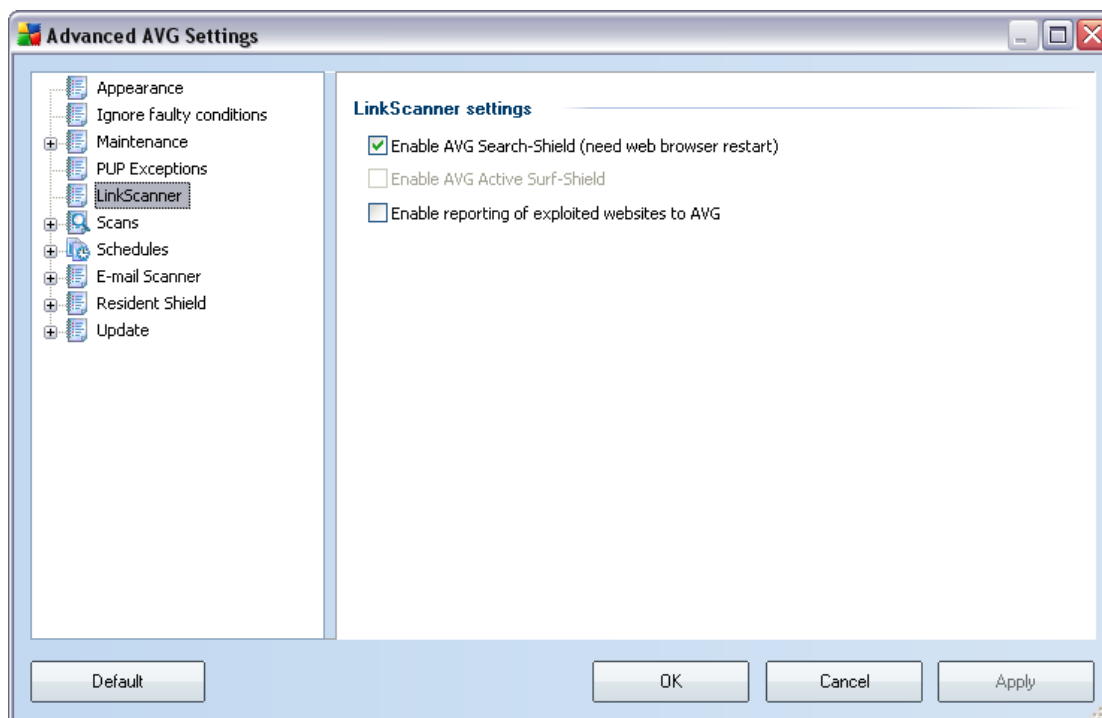 Advanced AVG Settings
Appearance
Ignore faulty conditions
Maintenance
PUP Exceptions
LinkScanner
Scans
Schedules
E-mail Scanner
Resident Shield
Update
LinkScanner settings
Enable AVG Search-Shield (need web browser restart)
Enable AVG Active Surf-Shield
Enable reporting of exploited websites to AVG
Default
OK
Cancel
Apply